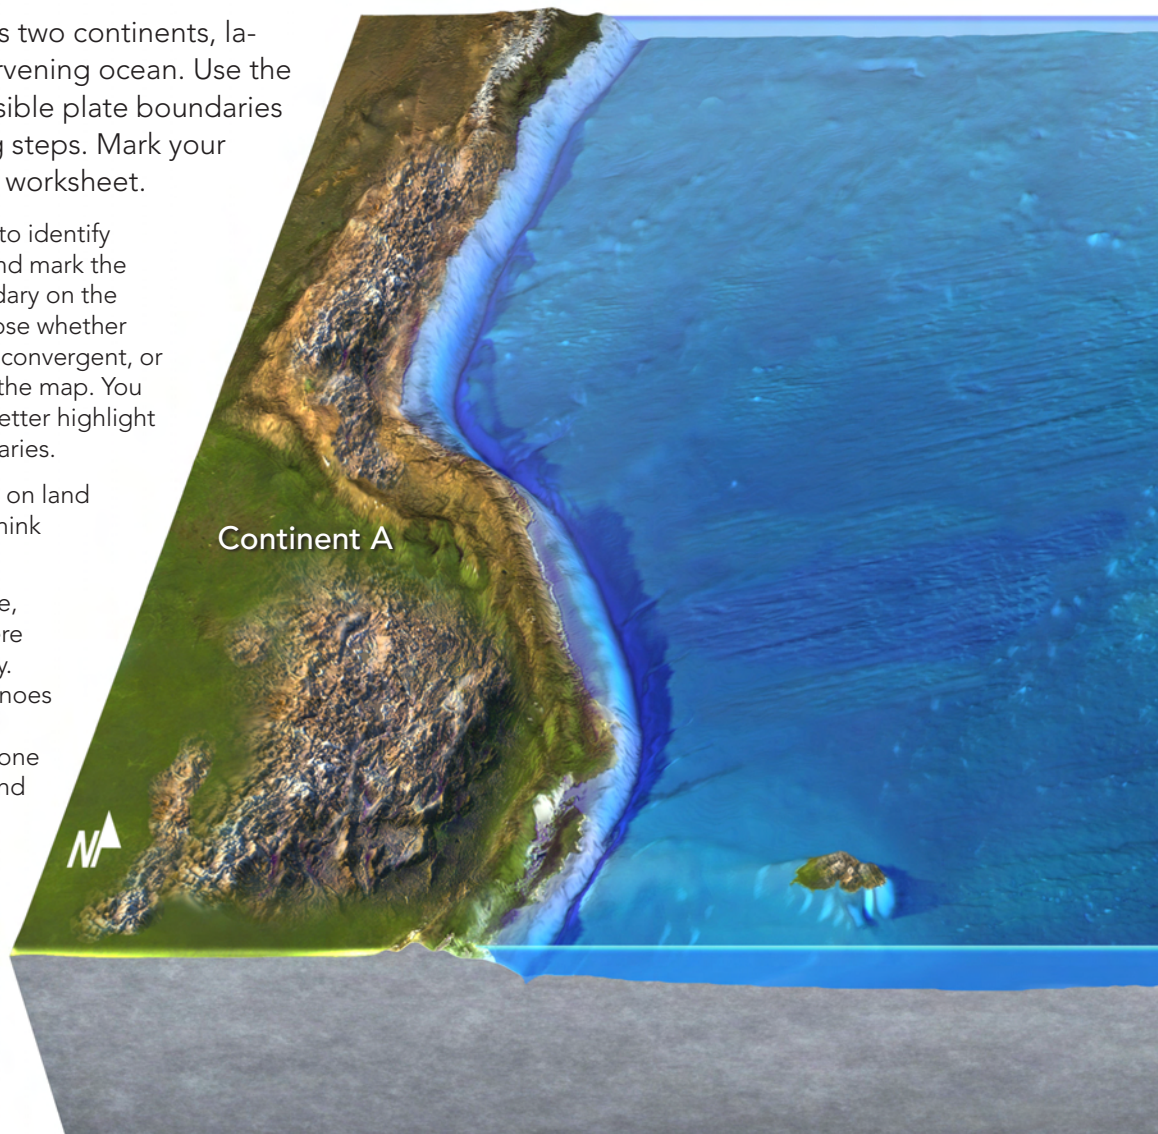 s two continents, la-
rvening ocean. Use the
sible plate boundaries
g steps. Mark your
worksheet.
to identify
nd mark the
dary on the
ose whether
convergent, or
the map. You
etter highlight
aries.
on land
hink
e,
re
y.
noes
one
nd
Continent A
N